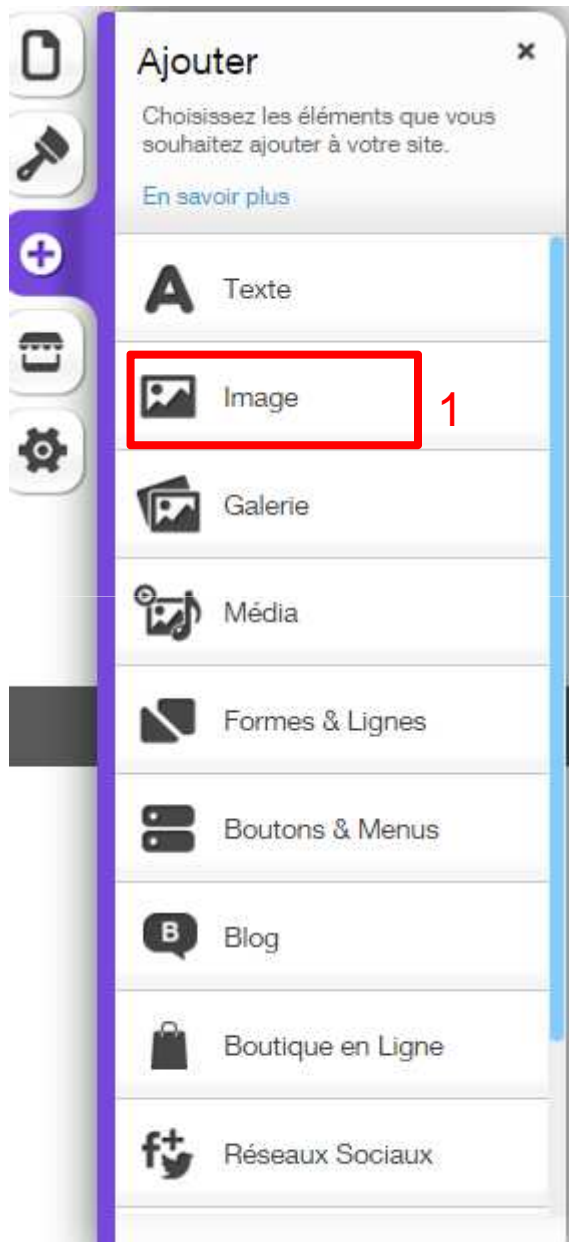 Ajouter
×
Choisissez les éléments que vous
souhaitez ajouter à votre site.
En savoir plus
A Texte
Image
1
Galerie
Média
Formes & Lignes
Boutons & Menus
B Blog
Boutique en Ligne
f+ Réseaux Sociaux